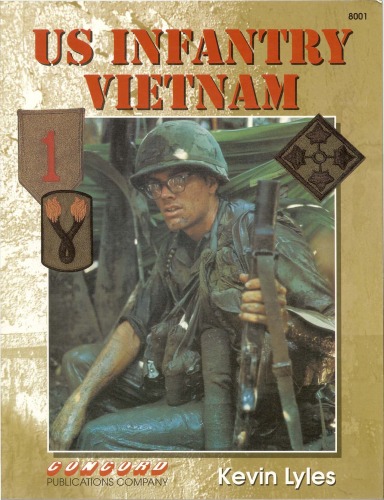 8001
US INFANTRY
VIETNAM
1
CONCORD
PUBLICATIONS COMPANY
Kevin Lyles